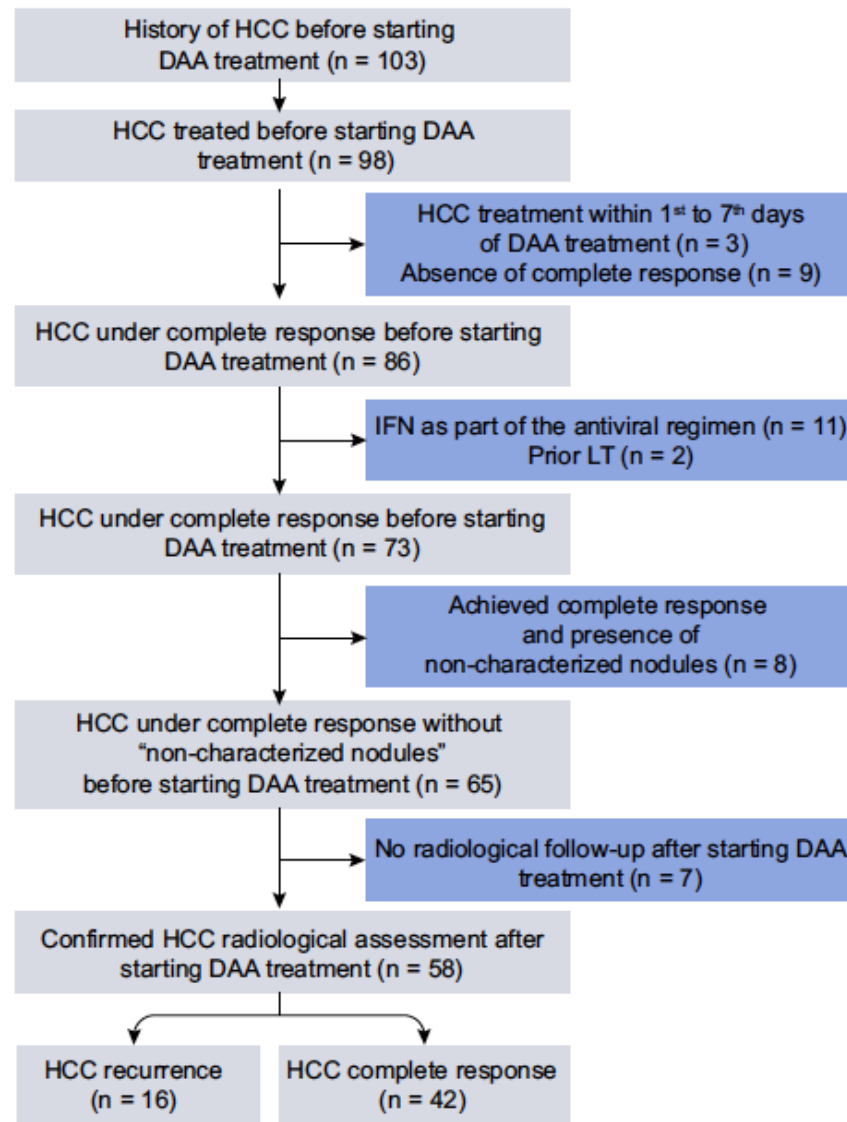 History of HCC before starting
DAA treatment (n = 103)
HCC treated before starting DAA
treatment (n = 98)
HCC treatment within 1st to 7th days
of DAA treatment (n = 3)
Absence of complete response (n = 9)
HCC under complete response before starting
DAA treatment (n = 86)
IFN as part of the antiviral regimen (n = 11)
Prior LT (n = 2)
HCC under complete response before starting
DAA treatment (n = 73)
Achieved complete response
and presence of
non-characterized nodules (n = 8)
HCC under complete response without
“non-characterized nodules”
before starting DAA treatment (n = 65)
No radiological follow-up after starting DAA
treatment (n = 7)
Confirmed HCC radiological assessment after
starting DAA treatment (n = 58)
HCC recurrence
(n = 16)
HCC complete response
(n = 42)